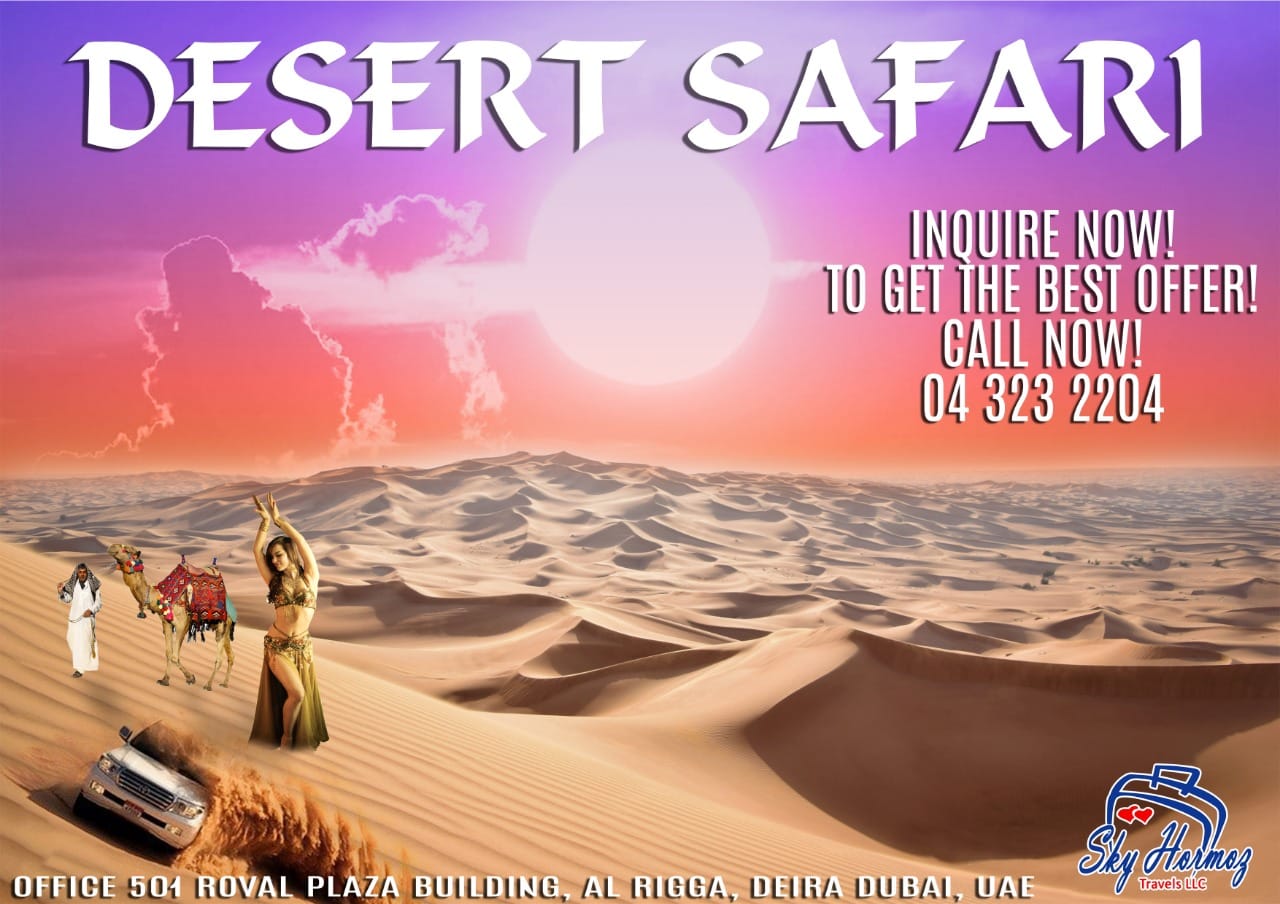 DESERT SAFARI
INQUIRE NOW!
TO GET THE BEST OFFER!
CALL NOW!
04 323 2204
Sky Hormoz
Travels LLC
OFFICE 501 ROVAL PLAZA BUILDING, AL RIGGA, DEIRA DUBAI, UAE